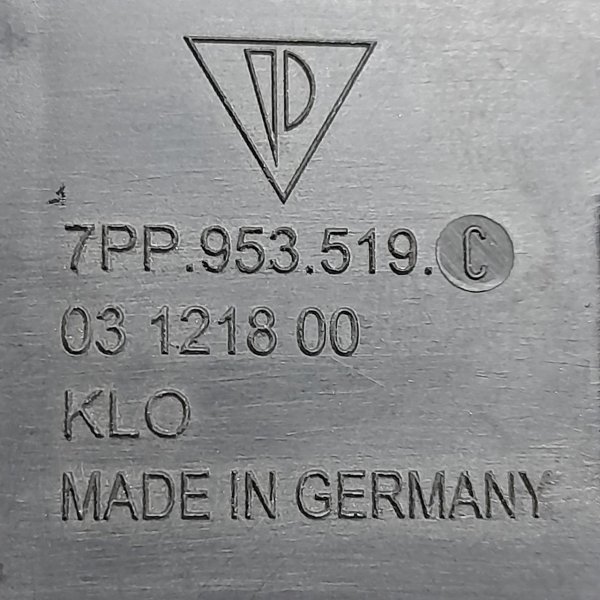 7PP.953.519.C
03 1218 00
KLO
MADE IN GERMANY